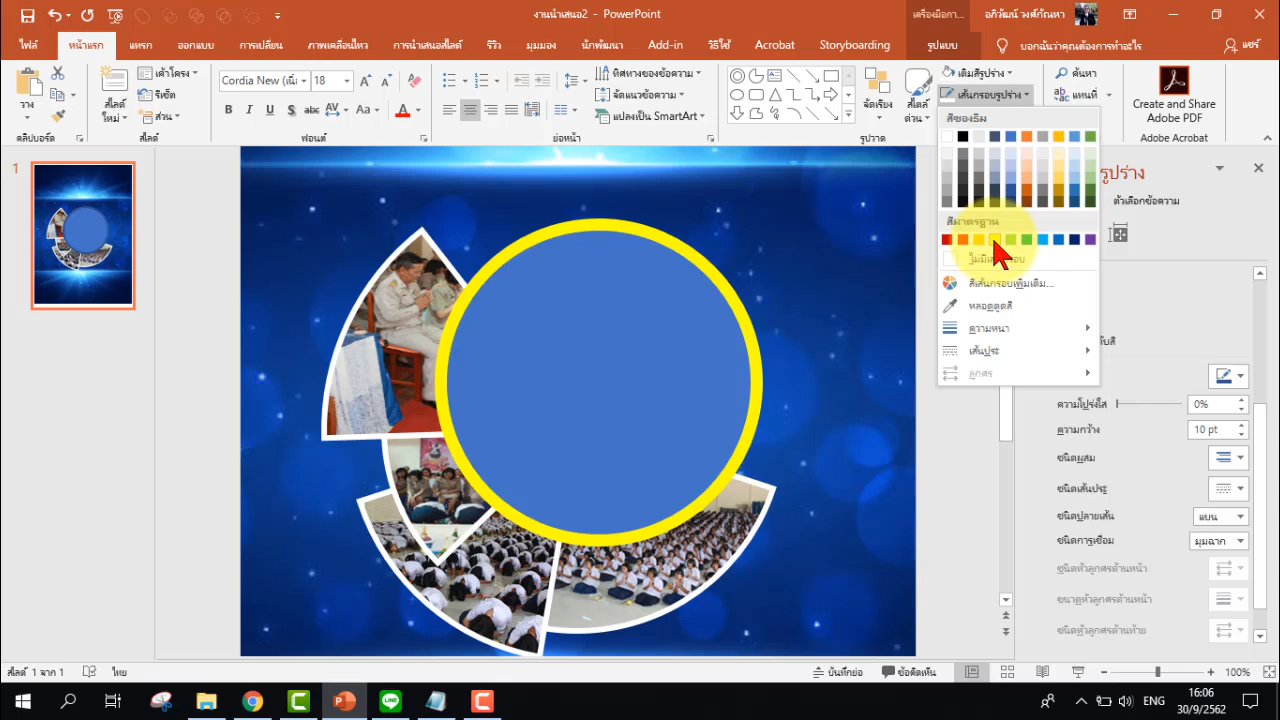 งานนำเสนอ2 - PowerPoint
เครื่องมือกา...
อภิวัฒน์ วงศ์กัณหา
ไฟล์
หน้าแรก
แทรก
ออกแบบ
การเปลี่ยน
ภาพเคลื่อนไหว
การนำเสนอสไลด์
รีวิว
มุมมอง
นักพัฒนา
Add-in
วิธีใช้
Acrobat
Storyboarding
รูปแบบ
บอกฉันว่าคุณต้องการทำอะไร
แชร์
วาง
คลิปบอร์ด
สไลด์
ใหม่
เค้าโครง
รีเซ็ต
ส่วน
สไลด์
Cordia New (เนื้
18
B I U S abc AV Aa A
ฟอนต์
ทิศทางของข้อความ
จัดแนวข้อความ
แปลงเป็น SmartArt
ย่อหน้า
จัดเรียง
สไตล์
ด่วน
รูปวาด
เติมสีรูปร่าง
เส้นกรอบรูปร่าง
ค้นหา
แทนที่
Create and Share
Adobe PDF
Adobe Acrobat
สีของธีม
สีมาตรฐาน
ไม่มีเส้นกรอบ
สีเส้นกรอบเพิ่มเติม...
หลอดดูดสี
ความหนา
เส้นประ
ลูกศร
รูปร่าง
ตัวเลือกข้อความ
ความโปร่งใส
0%
ความกว้าง
10 pt
ชนิดผสม
ชนิดเส้นประ
ชนิดปลายเส้น
แบน
ชนิดการเชื่อม
มุมฉาก
ชนิดหัวลูกศรด้านหน้า
ขนาดหัวลูกศรด้านหน้า
ชนิดหัวลูกศรด้านท้าย
1
สไลด์ 1 จาก 1
ไทย
บันทึกย่อ
ข้อคิดเห็น
100%
ENG
16:06
30/9/2562